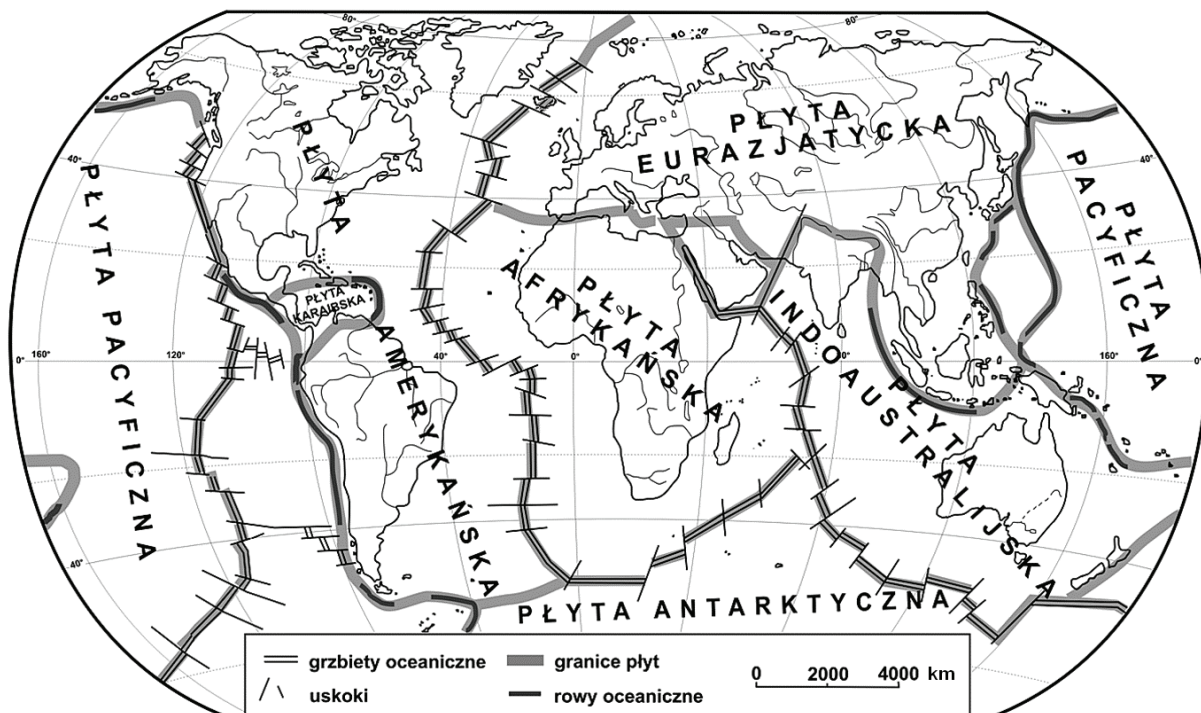 80°
80°
40°
40°
PŁYTA PACYFICZNA
PŁYTA
AMERYKAŃSKA
PŁYTA
KARAIBSKA
PŁYTA
EURAZJATYCKA
PŁYTA
AFRYKAŃSKA
PŁYTA
INDOAUSTRALIJSKA
PŁYTA
PACYFICZNA
PŁYTA
0°
160°
120°
40°
0°
160°
0°
40°
40°
PŁYTA ANTARKTYCZNA
grzbiety oceaniczne
granice płyt
0 2000 4000 km
uskoki
rowy oceaniczne